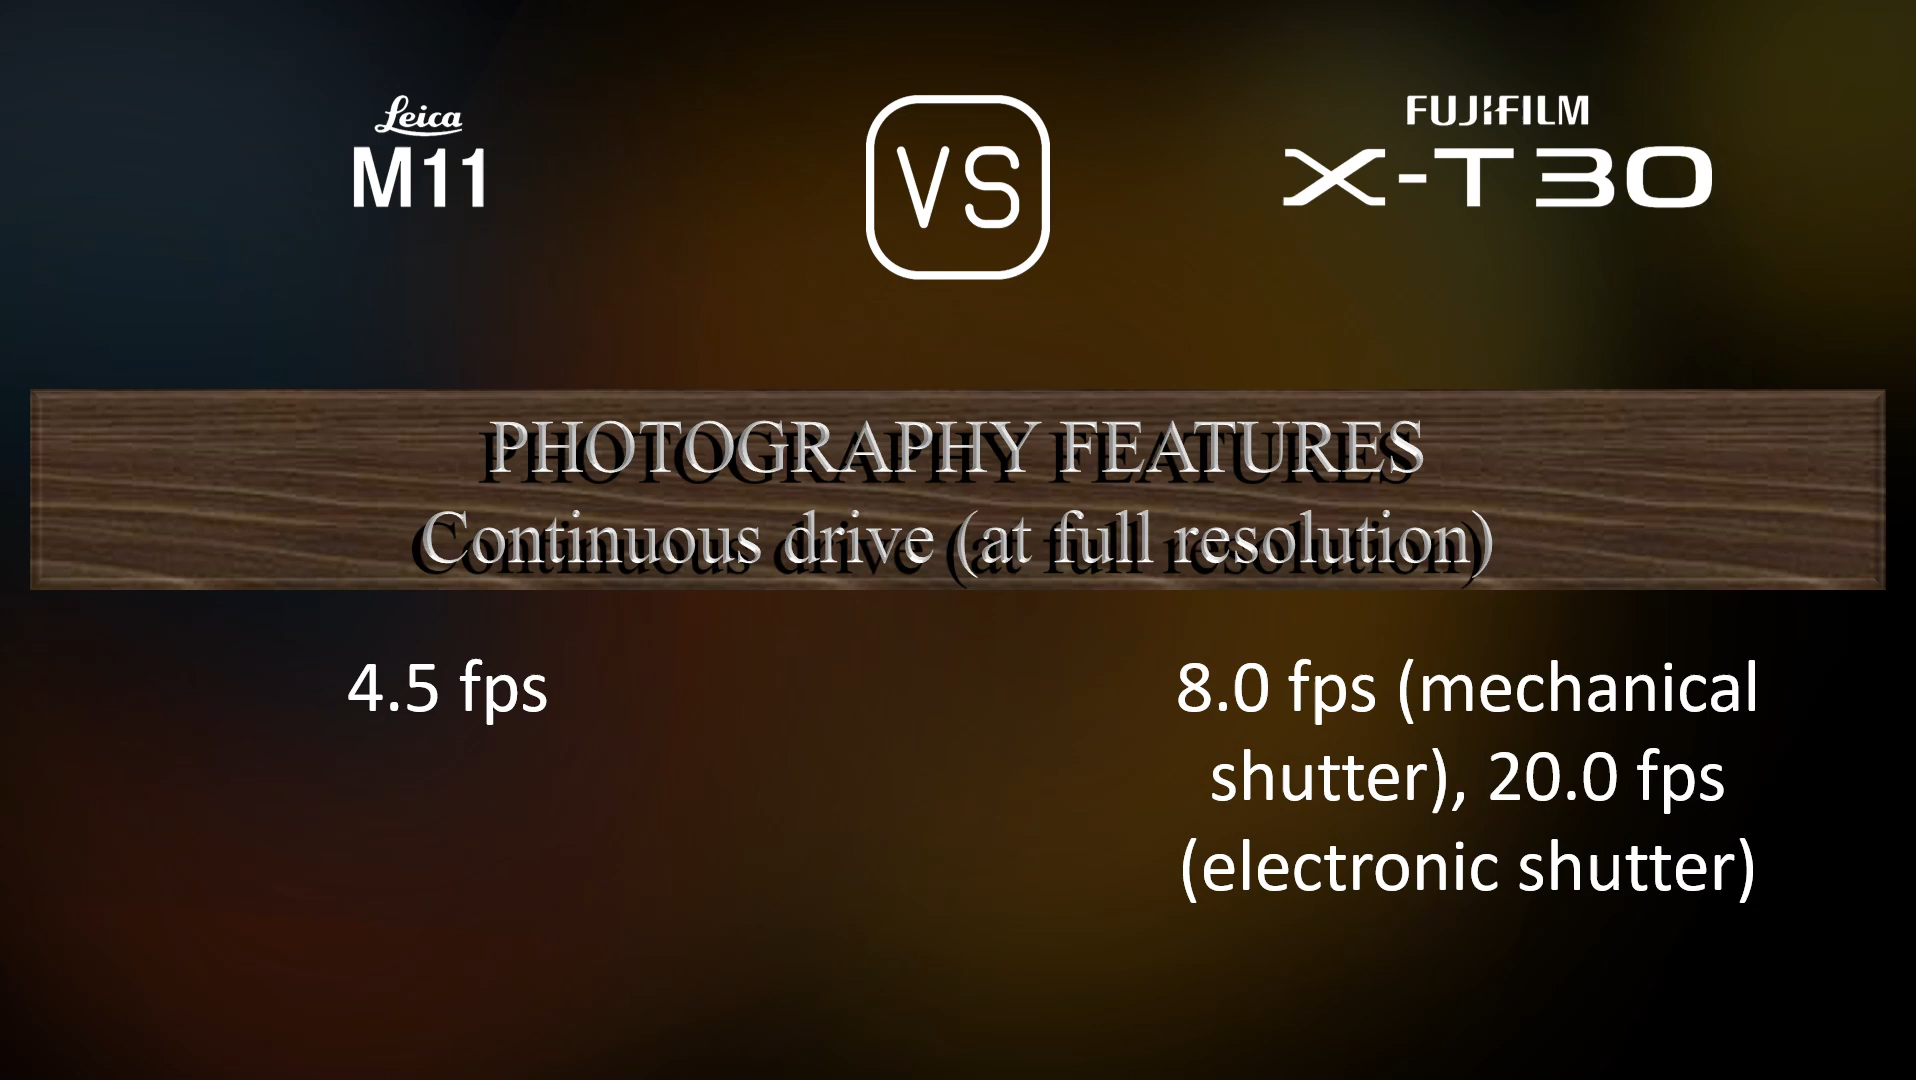 Leica
M11
VS
FUJIFILM
X-T30
PHOTOGRAPHY FEATURES
Continuous drive (at full resolution)
4.5 fps
8.0 fps (mechanical
shutter), 20.0 fps
(electronic shutter)